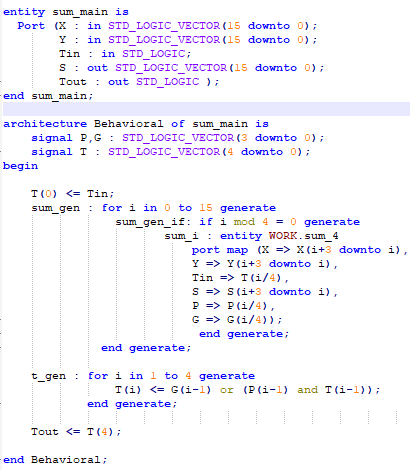 entity sum_main is
Port (X : in STD_LOGIC_VECTOR(15 downto 0);
Y : in STD_LOGIC_VECTOR(15 downto 0);
Tin : in STD_LOGIC;
S : out STD_LOGIC_VECTOR(15 downto 0);
Tout : out STD_LOGIC );
end sum_main;
architecture Behavioral of sum_main is
signal P,G : STD_LOGIC_VECTOR(3 downto 0);
signal T : STD_LOGIC_VECTOR(4 downto 0);
begin
T(0) <= Tin;
sum_gen : for i in 0 to 15 generate
sum_gen_if: if i mod 4 = 0 generate
sum_i : entity WORK.sum_4
port map (X => X(i+3 downto i),
Y => Y(i+3 downto i),
Tin => T(i/4),
S => S(i+3 downto i),
P => P(i/4),
G => G(i/4));
end generate;
end generate;
t_gen : for i in 1 to 4 generate
T(i) <= G(i-1) or (P(i-1) and T(i-1));
end generate;
Tout <= T(4);
end Behavioral;